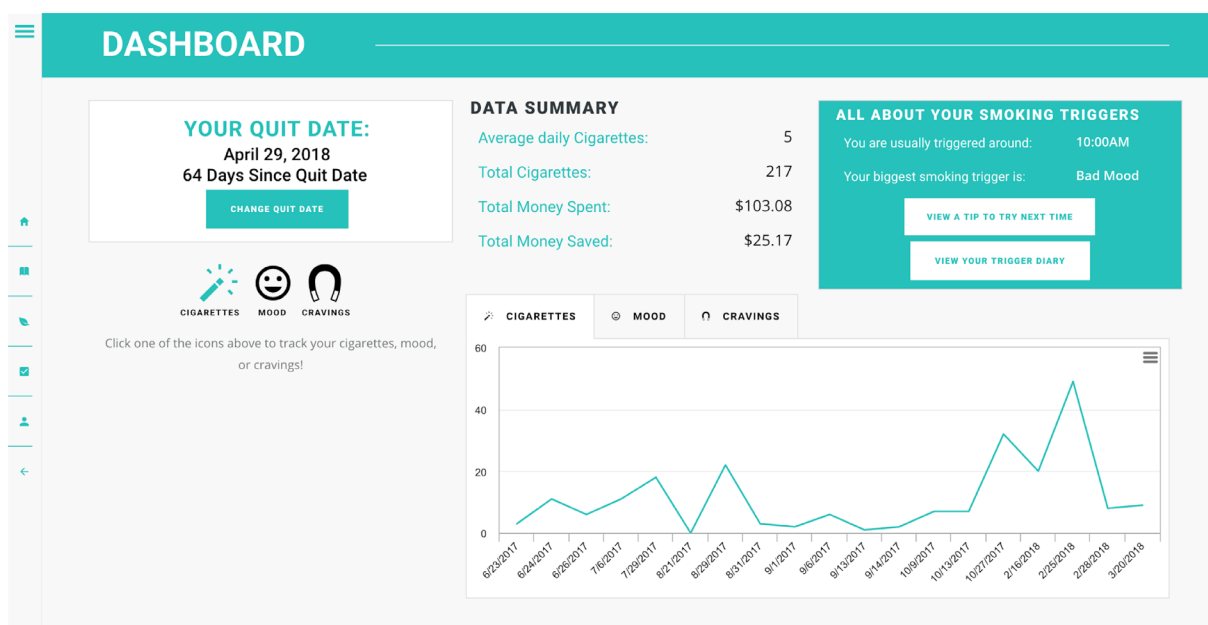 DASHBOARD
YOUR QUIT DATE:
April 29, 2018
64 Days Since Quit Date
CHANGE QUIT DATE
CIGARETTES MOOD CRAVINGS
Click one of the icons above to track your cigarettes, mood,
or cravings!
DATA SUMMARY
Average daily Cigarettes: 5
Total Cigarettes: 217
Total Money Spent: $103.08
Total Money Saved: $25.17
ALL ABOUT YOUR SMOKING TRIGGERS
You are usually triggered around: 10:00AM
Your biggest smoking trigger is: Bad Mood
VIEW A TIP TO TRY NEXT TIME
VIEW YOUR TRIGGER DIARY
CIGARETTES MOOD CRAVINGS
60
40
20
0
6/23/2017 6/24/2017 6/26/2017 7/6/2017 7/29/2017 8/21/2017 8/29/2017 8/31/2017 9/1/2017 9/6/2017 9/13/2017 9/14/2017 10/9/2017 10/13/2017 10/27/2017 2/16/2018 2/25/2018 2/28/2018 3/20/2018